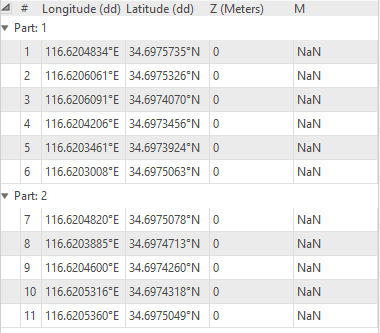 # Longitude (dd) Latitude (dd) Z (Meters) M
Part: 1
1 116.6204834°E 34.6975735°N 0 NaN
2 116.6206061°E 34.6975326°N 0 NaN
3 116.6206091°E 34.6974070°N 0 NaN
4 116.6204206°E 34.6973456°N 0 NaN
5 116.6203461°E 34.6973924°N 0 NaN
6 116.6203008°E 34.6975063°N 0 NaN
Part: 2
7 116.6204820°E 34.6975078°N 0 NaN
8 116.6203885°E 34.6974713°N 0 NaN
9 116.6204600°E 34.6974260°N 0 NaN
10 116.6205316°E 34.6974318°N 0 NaN
11 116.6205360°E 34.6975049°N 0 NaN